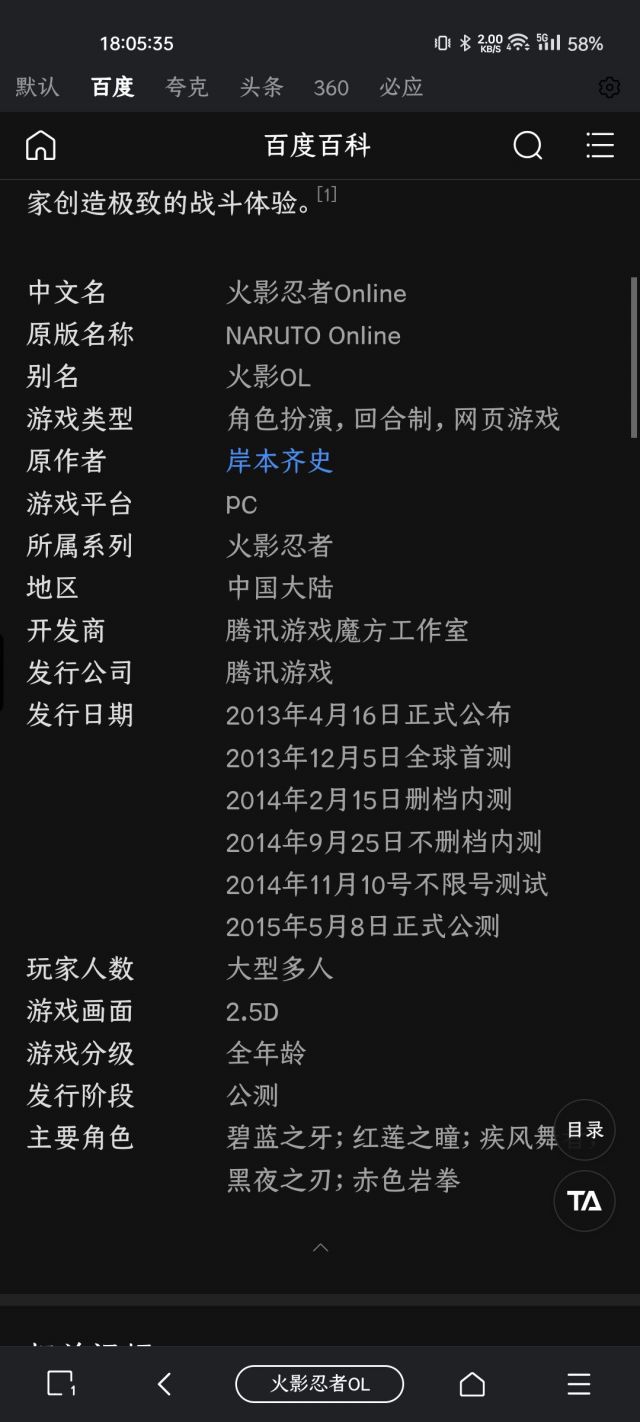 18:05:35 2.00 KB/S 5G 58%
默认 百度 夸克 头条 360 必应
百度百科
家创造极致的战斗体验。[1]
中文名 火影忍者Online
原版名称 NARUTO Online
别名 火影OL
游戏类型 角色扮演，回合制，网页游戏
原作者 岸本齐史
游戏平台 PC
所属系列 火影忍者
地区 中国大陆
开发商 腾讯游戏魔方工作室
发行公司 腾讯游戏
发行日期 2013年4月16日正式公布
2013年12月5日全球首测
2014年2月15日删档内测
2014年9月25日不删档内测
2014年11月10号不限号测试
2015年5月8日正式公测
玩家人数 大型多人
游戏画面 2.5D
游戏分级 全年龄
发行阶段 公测
主要角色 碧蓝之牙；红莲之瞳；疾风舞
目录
黑夜之刃；赤色岩拳
TA
1 火影忍者OL